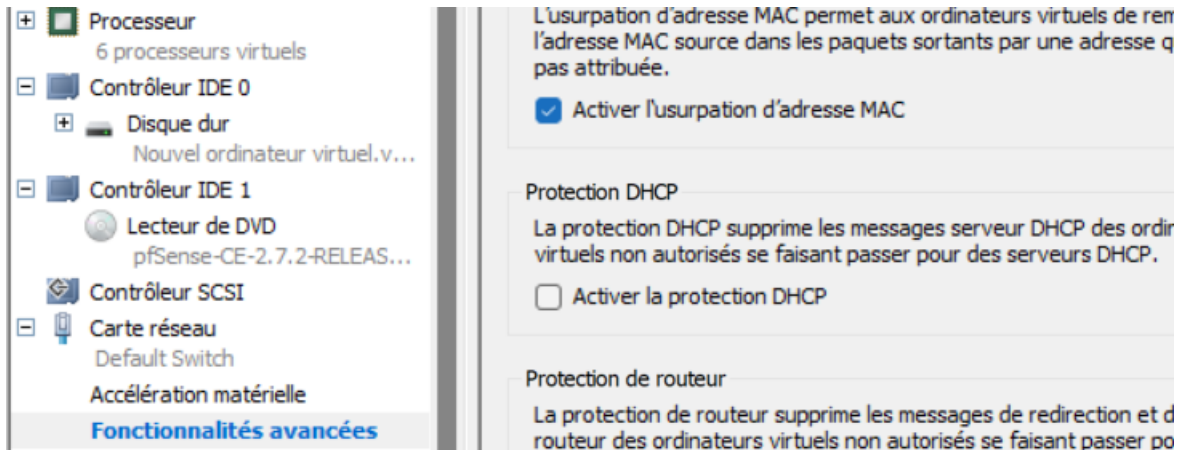 Processeur
6 processeurs virtuels
Contrôleur IDE 0
Disque dur
Nouvel ordinateur virtuel.v...
Contrôleur IDE 1
Lecteur de DVD
pfSense-CE-2.7.2-RELEAS...
Contrôleur SCSI
Carte réseau
Default Switch
Accélération matérielle
Fonctionnalités avancées
L'usurpation d'adresse MAC permet aux ordinateurs virtuels de rem
l'adresse MAC source dans les paquets sortants par une adresse q
pas attribuée.
Activer l'usurpation d'adresse MAC
Protection DHCP
La protection DHCP supprime les messages serveur DHCP des ordin
virtuels non autorisés se faisant passer pour des serveurs DHCP.
Activer la protection DHCP
Protection de routeur
La protection de routeur supprime les messages de redirection et d
routeur des ordinateurs virtuels non autorisés se faisant passer po